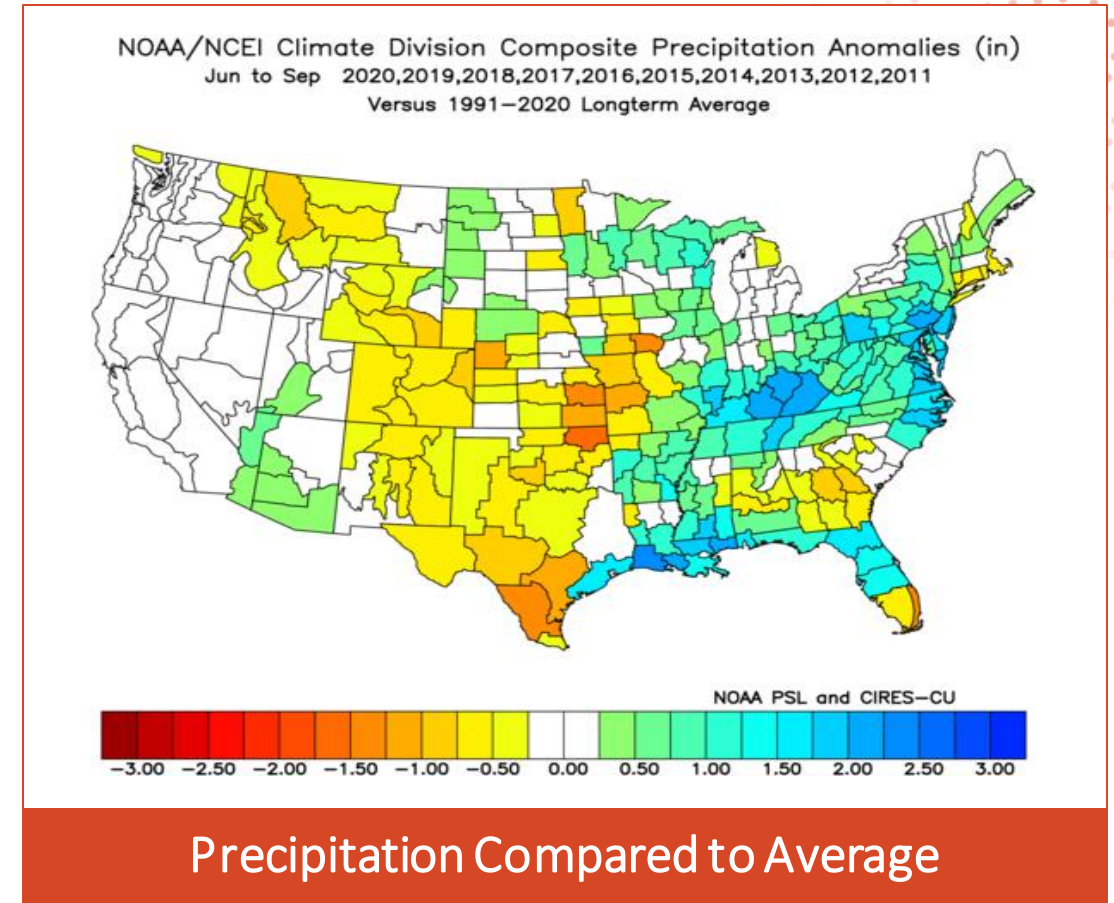 NOAA/NCEI Climate Division Composite Precipitation Anomalies (in)
Jun to Sep 2020,2019,2018,2017,2016,2015,2014,2013,2012,2011
Versus 1991−2020 Longterm Average
NOAA PSL and CIRES−CU
−3.00 −2.50 −2.00 −1.50 −1.00 −0.50 0.00 0.50 1.00 1.50 2.00 2.50 3.00
Precipitation Compared to Average